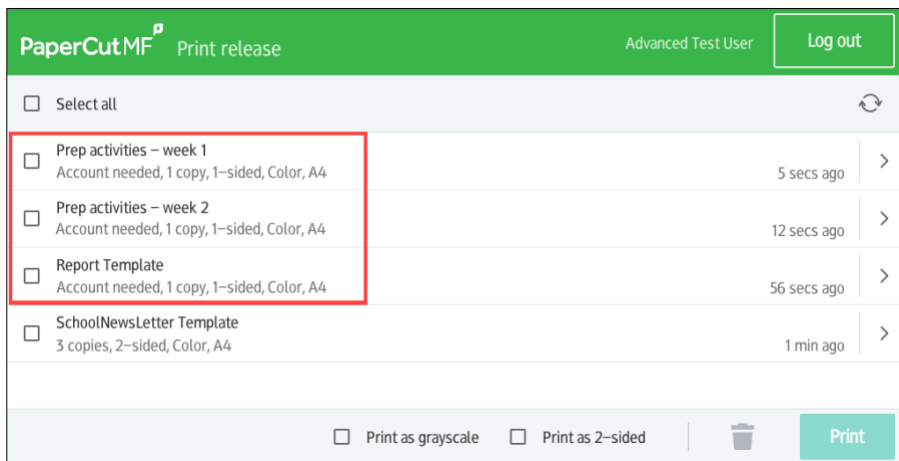 PaperCutMF P Print release
Advanced Test User
Log out
Select all
Prep activities – week 1
Account needed, 1 copy, 1–sided, Color, A4
5 secs ago
Prep activities – week 2
Account needed, 1 copy, 1–sided, Color, A4
12 secs ago
Report Template
Account needed, 1 copy, 1–sided, Color, A4
56 secs ago
SchoolNewsLetter Template
3 copies, 2–sided, Color, A4
1 min ago
Print as grayscale
Print as 2–sided
Print